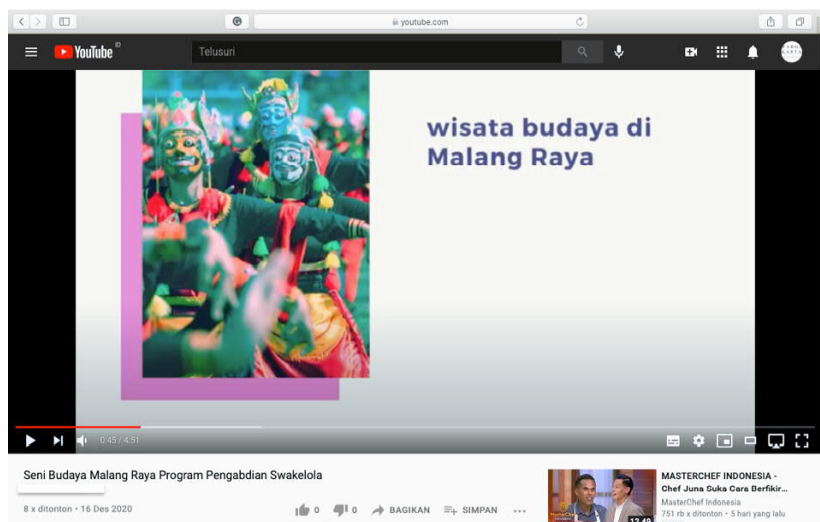 youtube.com
YouTube ID
Telusuri
wisata budaya di
Malang Raya
0:45 / 4:51
Seni Budaya Malang Raya Program Pengabdian Swakelola
8 x ditonton • 16 Des 2020
0
0
BAGIKAN
SIMPAN
MASTERCHEF INDONESIA -
Chef Juna Suka Cara Berfikir...
MasterChef Indonesia
751 rb x ditonton • 5 hari yang lalu
12:49